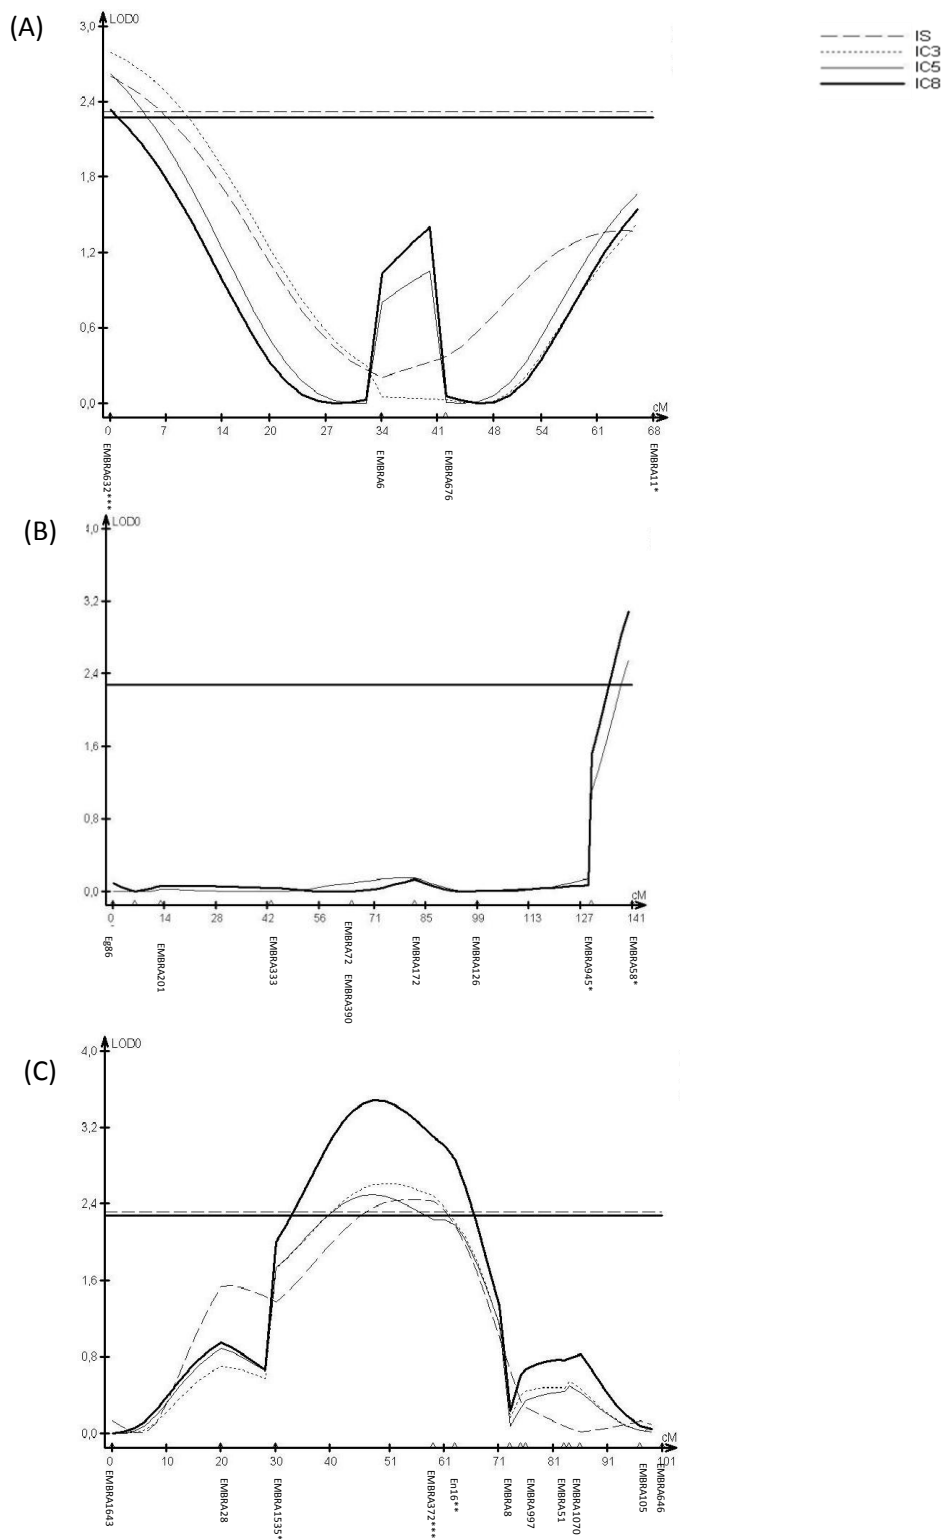 (A)
LOD0
3,0
2,4
1,8
1,2
0,6
0,0
cM
0 7 14 20 27 34 41 48 54 61 68
EMBRA632***
EMBRA6
EMBRA676
EMBRA11*
IS
IC3
IC5
IC8
(B)
LOD0
3,2
2,4
1,6
0,8
0,0
cM
0 14 28 42 56 71 85 99 113 127 141
Eg86
EMBRA201
EMBRA333
EMBRA72
EMBRA390
EMBRA172
EMBRA126
EMBRA945*
EMBRA58*
(C)
LOD0
4,0
3,2
2,4
1,6
0,8
0,0
cM
0 10 20 30 40 51 61 71 81 91 101
EMBRA1643
EMBRA28
EMBRA1535*
EMBRA372***
En16**
EMBRA8
EMBRA997
EMBRA51
EMBRA1070
EMBRA105
EMBRA646